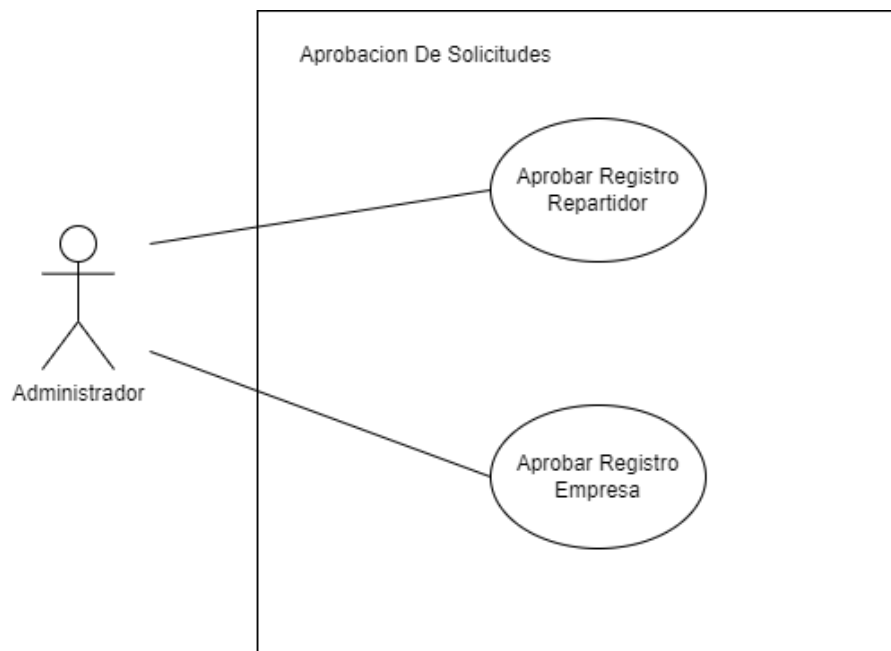 Aprobacion De Solicitudes
Aprobar Registro
Repartidor
Administrador
Aprobar Registro
Empresa